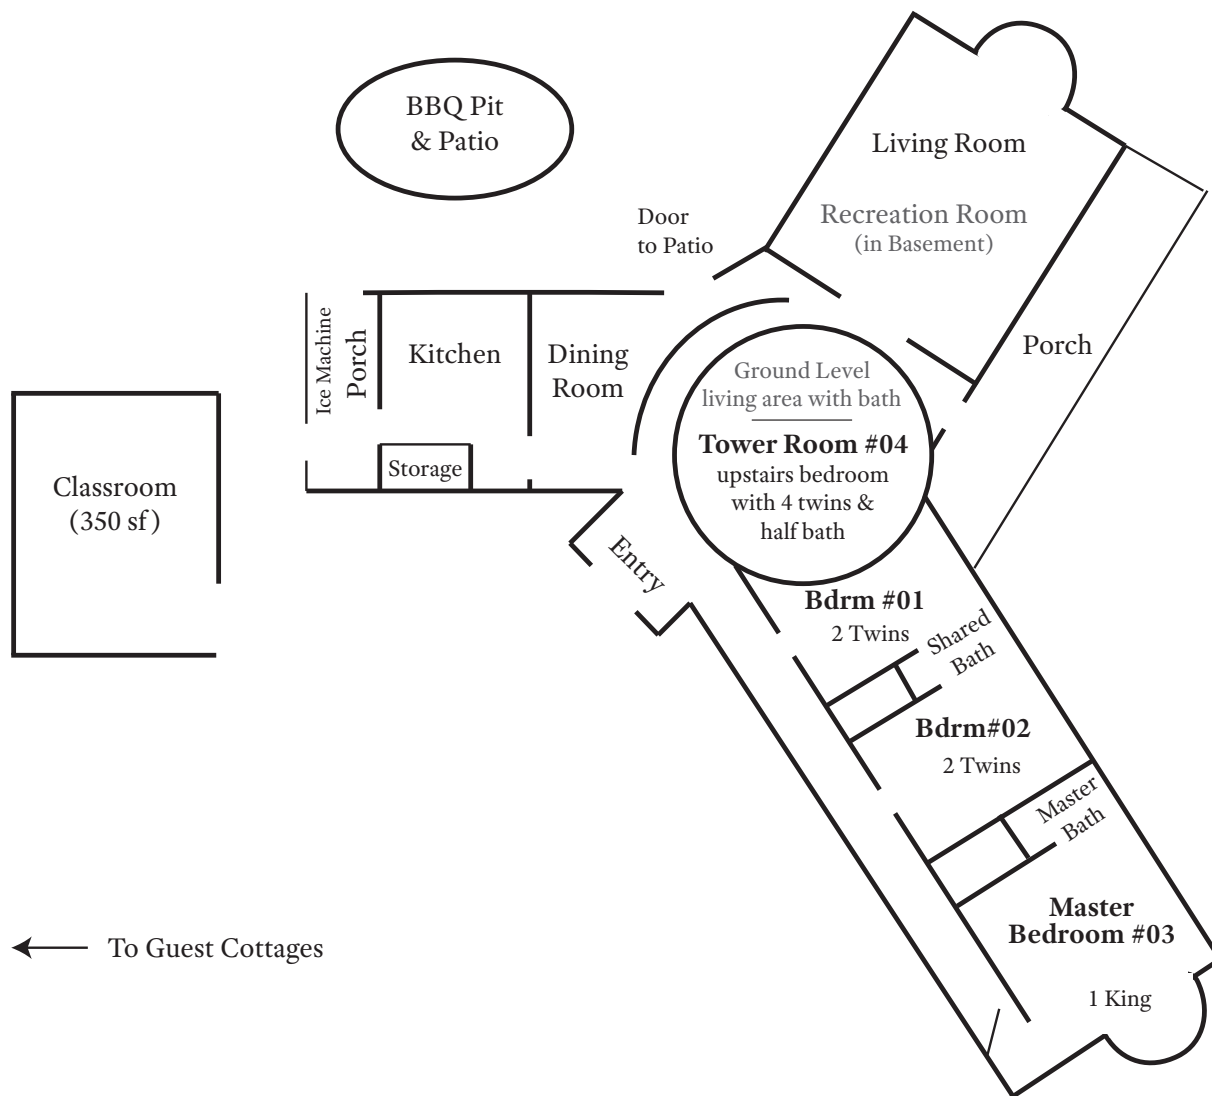 BBQ Pit
& Patio
Living Room
Recreation Room
(in Basement)
Door
to Patio
Ice Machine
Porch
Kitchen
Dining
Room
Porch
Ground Level
living area with bath
Tower Room #04
upstairs bedroom
with 4 twins &
half bath
Storage
Classroom
(350 sf)
Entry
Bdrm #01
2 Twins
Shared
Bath
Bdrm#02
2 Twins
Master
Bath
Master
Bedroom #03
1 King
To Guest Cottages